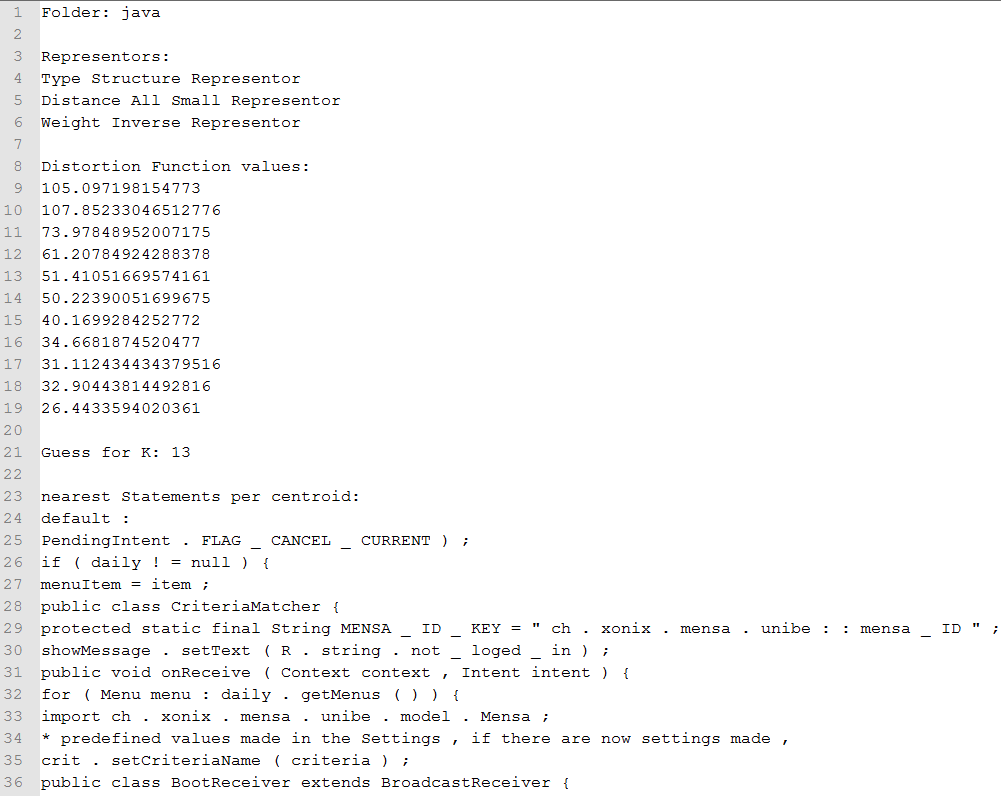 1 Folder: java
2
3 Representors:
4 Type Structure Representor
5 Distance All Small Representor
6 Weight Inverse Representor
7
8 Distortion Function values:
9 105.097198154773
10 107.85233046512776
11 73.97848952007175
12 61.20784924288378
13 51.41051669574161
14 50.22390051699675
15 40.1699284252772
16 34.6681874520477
17 31.112434434379516
18 32.90443814492816
19 26.4433594020361
20
21 Guess for K: 13
22
23 nearest Statements per centroid:
24 default :
25 PendingIntent . FLAG _ CANCEL _ CURRENT ) ;
26 if ( daily ! = null ) {
27 menuItem = item ;
28 public class CriteriaMatcher {
29 protected static final String MENSA _ ID _ KEY = " ch . xonix . mensa . unibe : : mensa _ ID " ;
30 showMessage . setText ( R . string . not _ loged _ in ) ;
31 public void onReceive ( Context context , Intent intent ) {
32 for ( Menu menu : daily . getMenus ( ) ) {
33 import ch . xonix . mensa . unibe . model . Mensa ;
34 * predefined values made in the Settings , if there are now settings made ,
35 crit . setCriteriaName ( criteria ) ;
36 public class BootReceiver extends BroadcastReceiver {